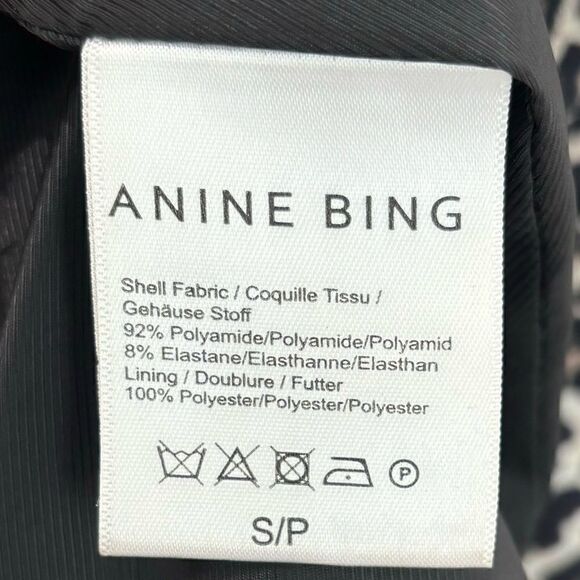 ANINE BING
Shell Fabric / Coquille Tissu /
Gehäuse Stoff
92% Polyamide/Polyamide/Polyamid
8% Elastane/Elasthanne/Elasthan
Lining / Doublure / Futter
100% Polyester/Polyester/Polyester
P
S/P